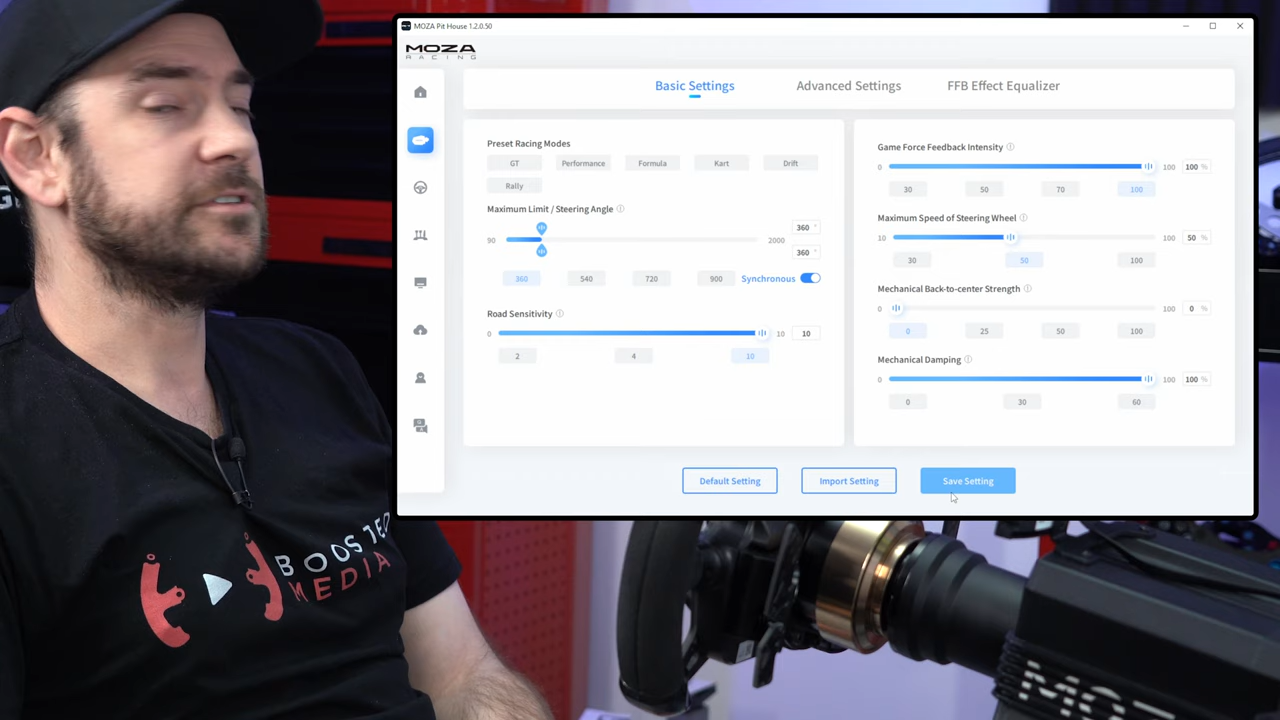 MOZA Pit House 1.2.0.50
MOZA
RACING
Basic Settings
Advanced Settings
FFB Effect Equalizer
Preset Racing Modes
GT
Performance
Formula
Kart
Drift
Rally
Maximum Limit / Steering Angle
360 °
90
2000
360 °
360
540
720
900
Synchronous
Road Sensitivity
0
10
10
2
4
10
Game Force Feedback Intensity
0
100
100 %
30
50
70
100
Maximum Speed of Steering Wheel
10
100
50 %
30
50
100
Mechanical Back-to-center Strength
0
100
0 %
0
25
50
100
Mechanical Damping
0
100
100 %
0
30
60
Default Setting
Import Setting
Save Setting
BOOSTED
MEDIA